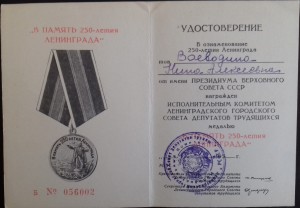 „В ПАМЯТЬ 250-летия
ЛЕНИНГРАДА"
Б № 056002
УДОСТОВЕРЕНИЕ
В ознаменование
250-летия Ленинграда
Воеводина
Нина Алексеевна
от имени ПРЕЗИДИУМА ВЕРХОВНОГО
СОВЕТА СССР
награжден
ИСПОЛНИТЕЛЬНЫМ КОМИТЕТОМ
ЛЕНИНГРАДСКОГО ГОРОДСКОГО
СОВЕТА ДЕПУТАТОВ ТРУДЯЩИХСЯ
медалью
ПАМЯТЬ 250-летия
ЛЕНИНГРАДА"